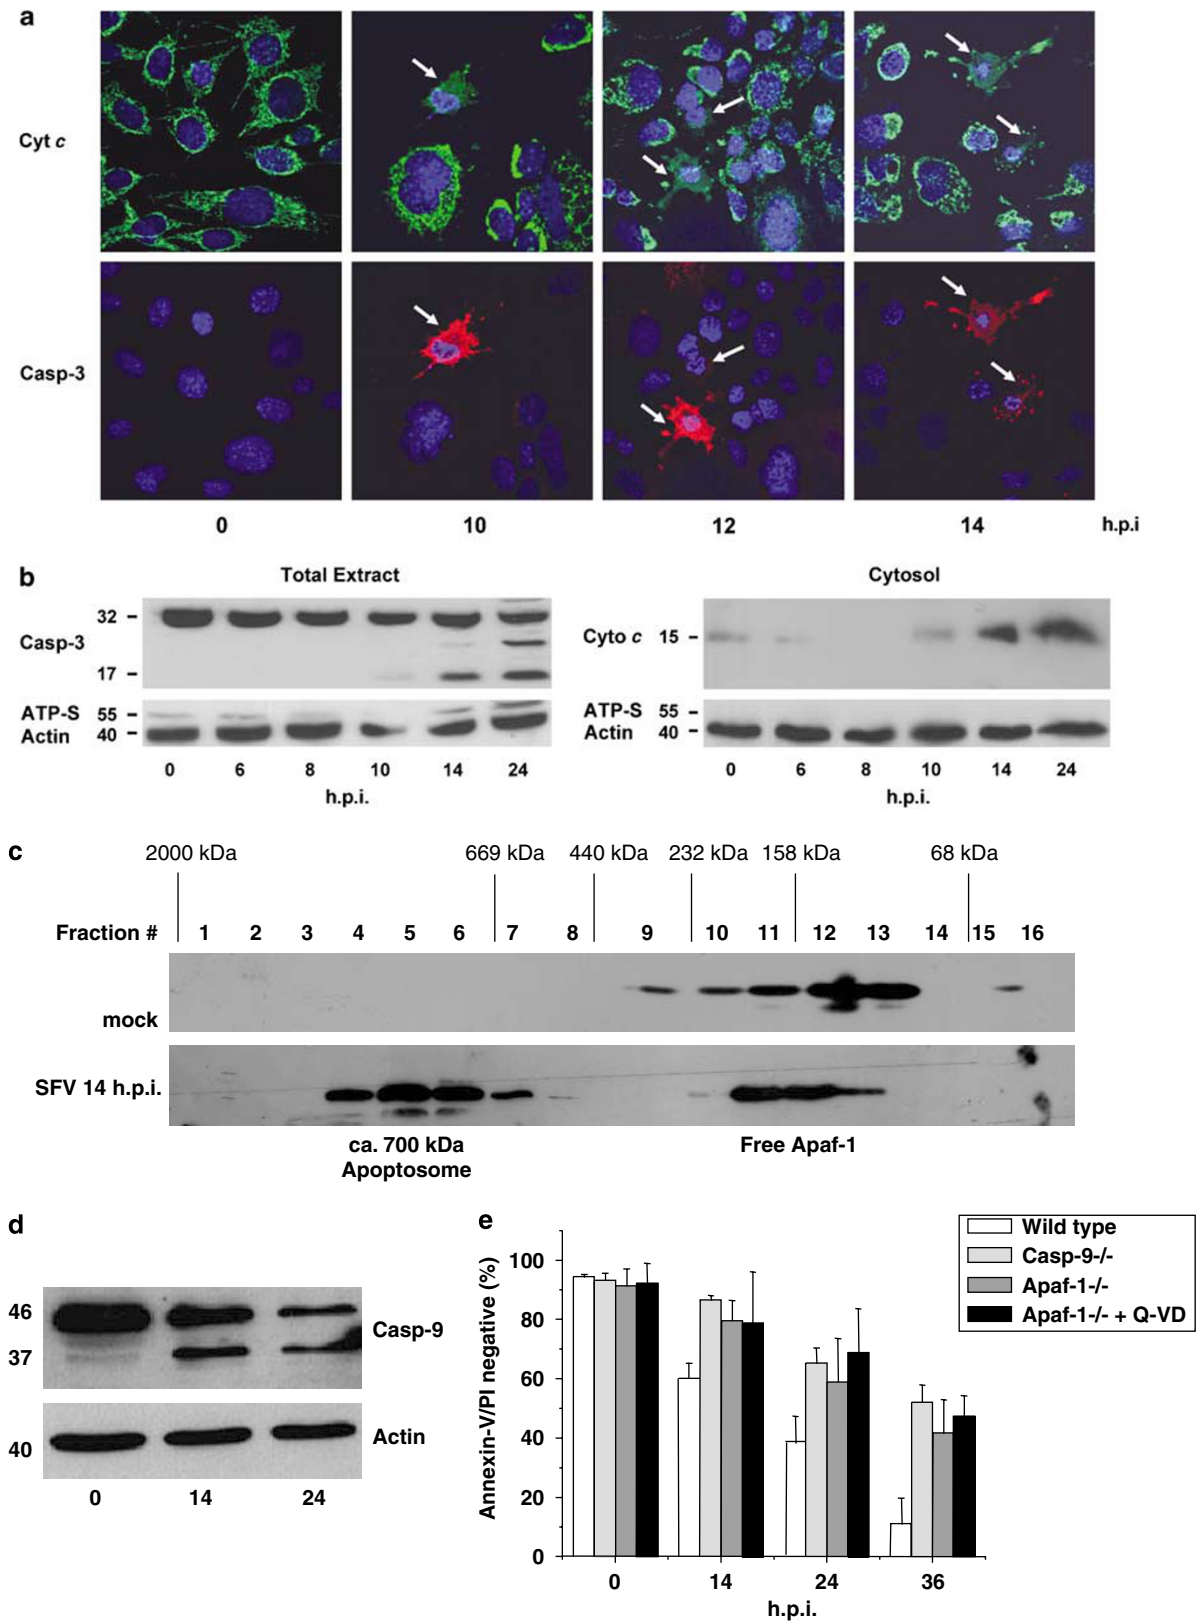 a
Cyt c
Casp-3
0 10 12 14 h.p.i
b
Total Extract
Casp-3
32
17
ATP-S 55
Actin 40
0 6 8 10 14 24
h.p.i.
Cytosol
Cyto c 15
ATP-S 55
Actin 40
0 6 8 10 14 24
h.p.i.
c
2000 kDa 669 kDa 440 kDa 232 kDa 158 kDa 68 kDa
Fraction # 1 2 3 4 5 6 7 8 9 10 11 12 13 14 15 16
mock
SFV 14 h.p.i.
ca. 700 kDa
Apoptosome
Free Apaf-1
d
46
37
Casp-9
40
Actin
0 14 24
e
Annexin-V/PI negative (%)
100
80
60
40
20
0
0 14 24 36
h.p.i.
Wild type
Casp-9-/-
Apaf-1-/-
Apaf-1-/- + Q-VD